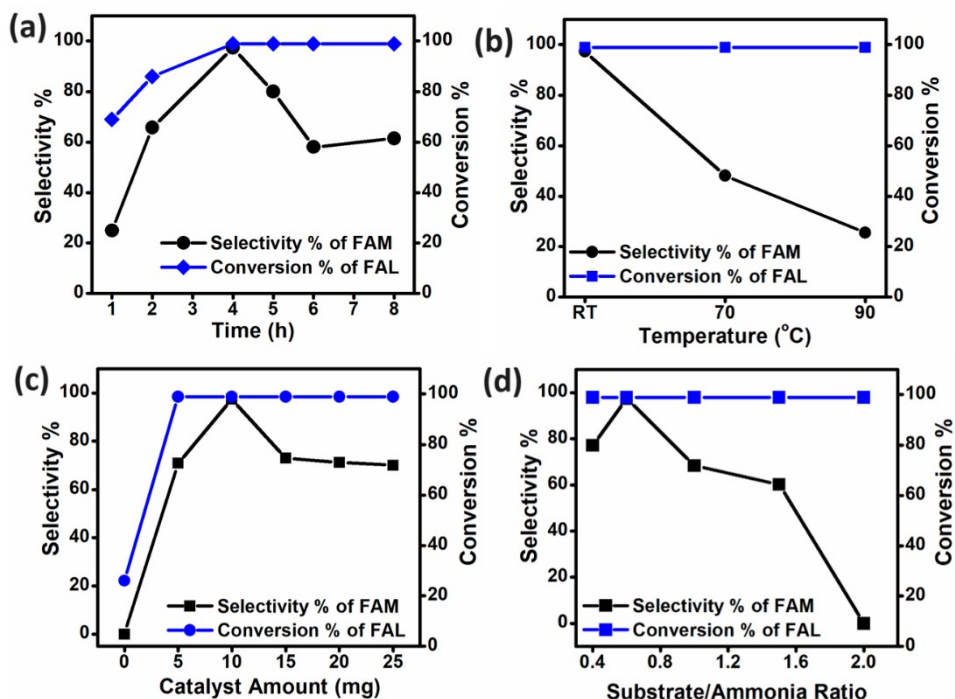 (a)
Selectivity %
100
80
60
40
20
0
100
80
60
40
20
0
Conversion %
Selectivity % of FAM
Conversion % of FAL
1 2 3 4 5 6 7 8
Time (h)
(b)
Selectivity %
100
80
60
40
20
0
100
80
60
40
20
0
Conversion %
Selectivity % of FAM
Conversion % of FAL
RT 70 90
Temperature (°C)
(c)
Selectivity %
100
80
60
40
20
0
100
80
60
40
20
0
Conversion %
Selectivity % of FAM
Conversion % of FAL
0 5 10 15 20 25
Catalyst Amount (mg)
(d)
Selectivity %
100
80
60
40
20
0
100
80
60
40
20
0
Conversion %
Selectivity % of FAM
Conversion % of FAL
0.4 0.8 1.2 1.6 2.0
Substrate/Ammonia Ratio